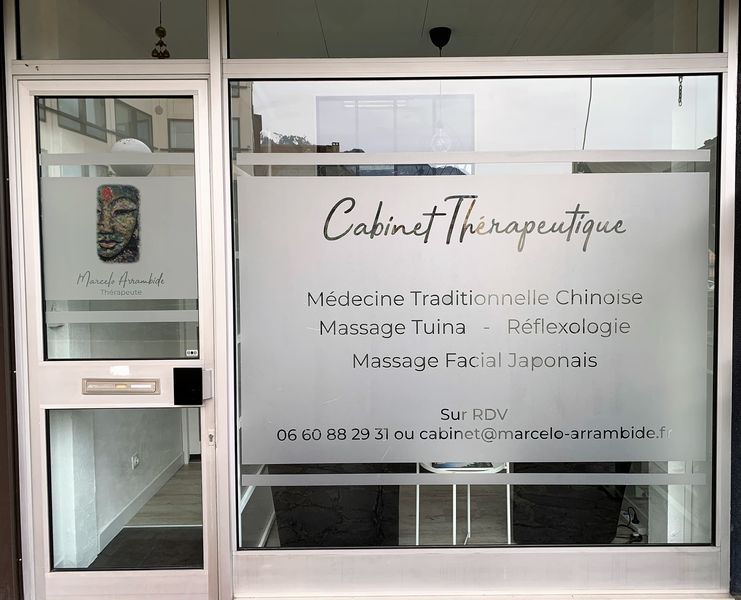 Marcelo Arrambide
Thérapeute
Cabinet Thérapeutique
Médecine Traditionnelle Chinoise
Massage Tuina - Réflexologie
Massage Facial Japonais
Sur RDV
06 60 88 29 31 ou cabinet@marcelo-arrambide.fr